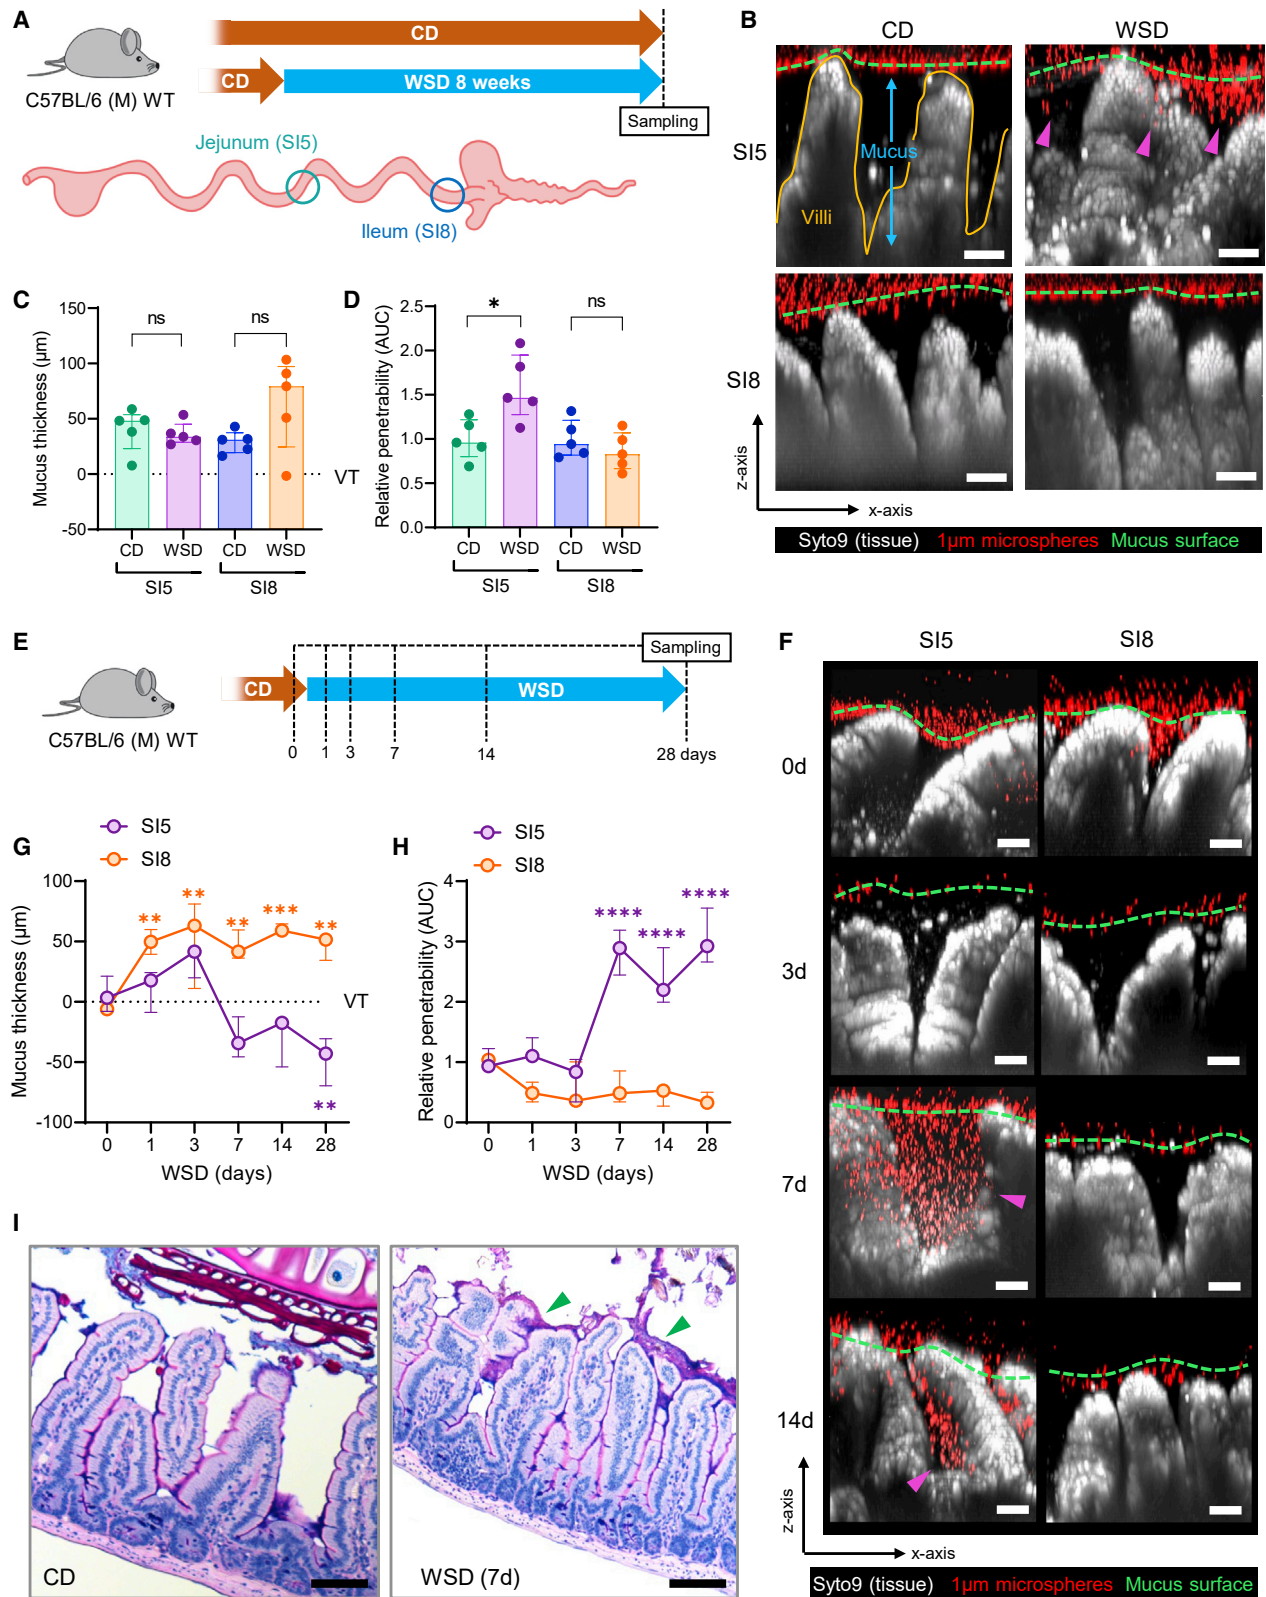 A
CD
CD
WSD 8 weeks
C57BL/6 (M) WT
Sampling
Jejunum (SI5)
Ileum (SI8)
B
CD
WSD
SI5
Mucus
Villi
SI8
z-axis
x-axis
Syto9 (tissue) 1µm microspheres Mucus surface
C
Mucus thickness (µm)
150
100
50
0
-50
ns
ns
VT
CD
WSD
CD
WSD
SI5
SI8
D
Relative penetrability (AUC)
2.5
2.0
1.5
1.0
0.5
0.0
*
ns
CD
WSD
CD
WSD
SI5
SI8
E
C57BL/6 (M) WT
CD
WSD
Sampling
0
1
3
7
14
28 days
F
SI5
SI8
0d
3d
7d
14d
z-axis
x-axis
Syto9 (tissue) 1µm microspheres Mucus surface
G
SI5
SI8
Mucus thickness (µm)
100
50
0
-50
-100
**
**
**
***
**
**
VT
0
1
3
7
14
28
WSD (days)
H
SI5
SI8
Relative penetrability (AUC)
4
3
2
1
0
****
****
****
0
1
3
7
14
28
WSD (days)
I
CD
WSD (7d)